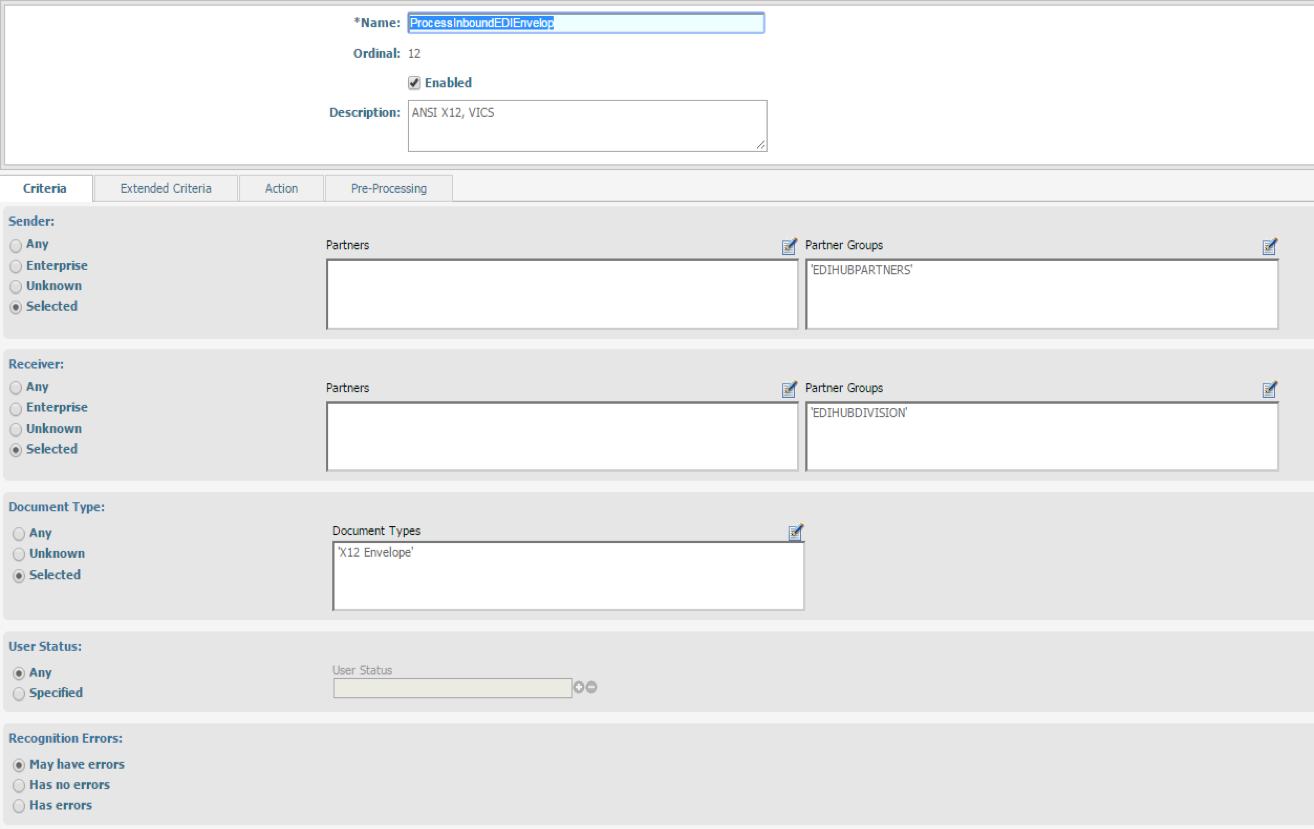 *Name: ProcessInboundEDIEnvelop
Ordinal: 12
Enabled
Description: ANSI X12, VICS
Criteria Extended Criteria Action Pre-Processing
Sender:
Any
Enterprise
Unknown
Selected
Partners
Partner Groups
'EDIHUBPARTNERS'
Receiver:
Any
Enterprise
Unknown
Selected
Partners
Partner Groups
'EDIHUBDIVISION'
Document Type:
Any
Unknown
Selected
Document Types
'X12 Envelope'
User Status:
Any
Specified
User Status
Recognition Errors:
May have errors
Has no errors
Has errors